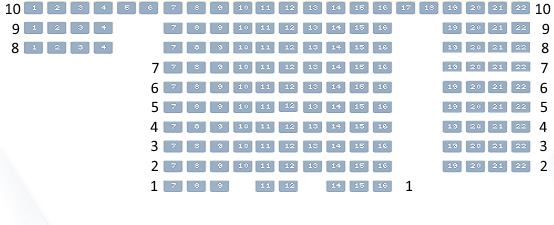 10 1 2 3 4 5 6 7 8 9 10 11 12 13 14 15 16 17 18 19 20 21 22 10
9 1 2 3 4 7 8 9 10 11 12 13 14 15 16 19 20 21 22 9
8 1 2 3 4 7 8 9 10 11 12 13 14 15 16 19 20 21 22 8
7 7 8 9 10 11 12 13 14 15 16 19 20 21 22 7
6 7 8 9 10 11 12 13 14 15 16 19 20 21 22 6
5 7 8 9 10 11 12 13 14 15 16 19 20 21 22 5
4 7 8 9 10 11 12 13 14 15 16 19 20 21 22 4
3 7 8 9 10 11 12 13 14 15 16 19 20 21 22 3
2 7 8 9 10 11 12 13 14 15 16 19 20 21 22 2
1 7 8 9 11 12 14 15 16 1